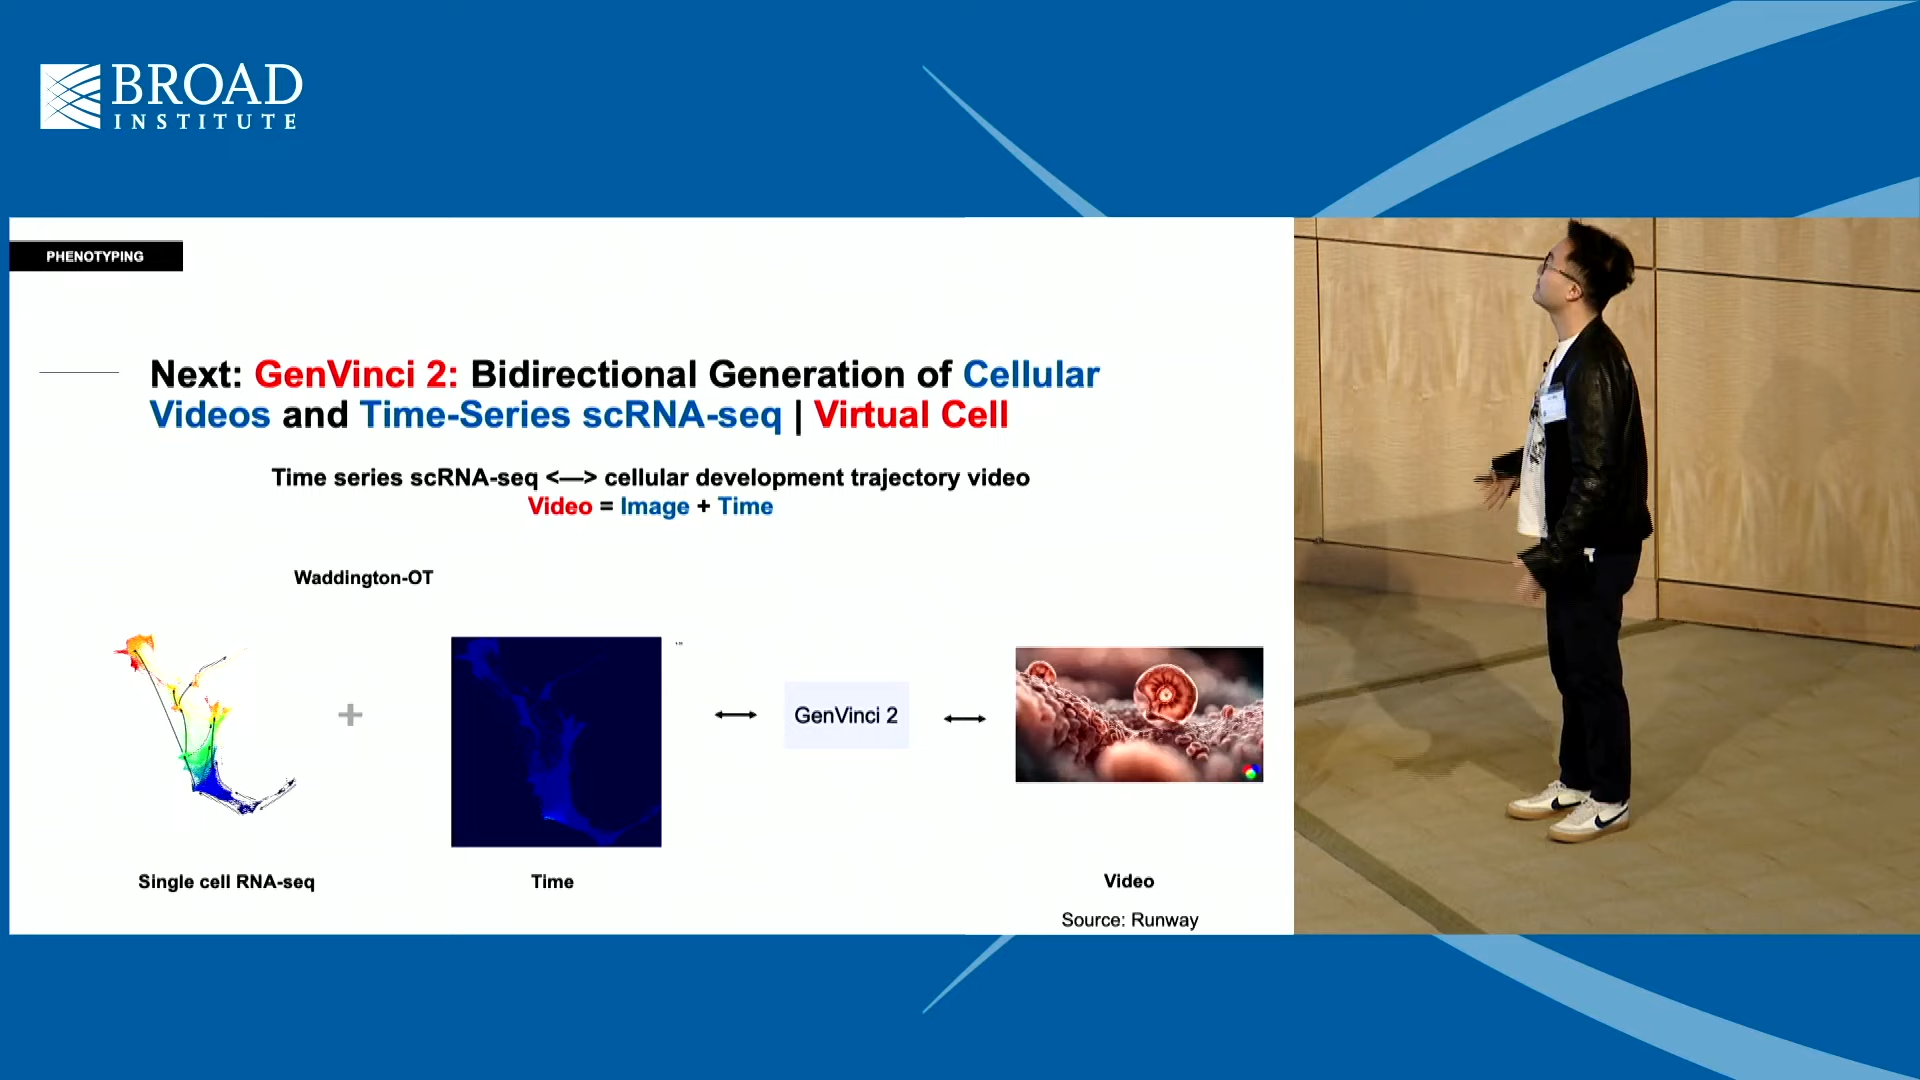 BROAD
INSTITUTE
PHENOTYPING
Next: GenVinci 2: Bidirectional Generation of Cellular
Videos and Time-Series scRNA-seq | Virtual Cell
Time series scRNA-seq <—> cellular development trajectory video
Video = Image + Time
Waddington-OT
+
GenVinci 2
Single cell RNA-seq
Time
Video
Source: Runway